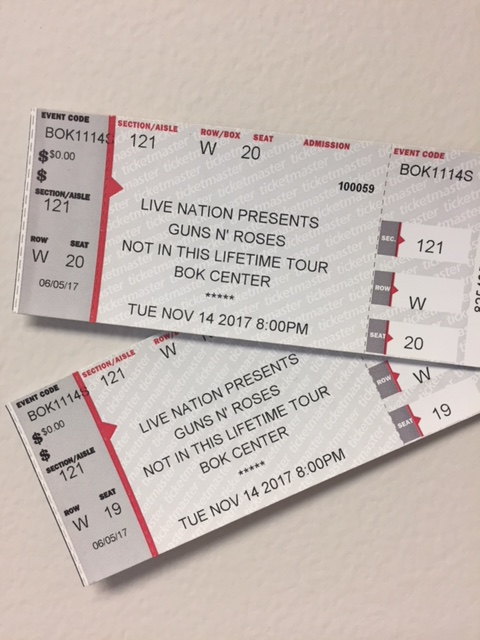 EVENT CODE
BOK1114S
$ $0.00
$
SECTION/AISLE
121
ROW SEAT
W 20
06/05/17
SECTION/AISLE ROW/BOX SEAT ADMISSION
121 W 20
100059
LIVE NATION PRESENTS
GUNS N' ROSES
NOT IN THIS LIFETIME TOUR
BOK CENTER
*****
TUE NOV 14 2017 8:00PM
EVENT CODE
BOK1114S
SEC. 121
ROW W
SEAT 20
EVENT CODE
BOK1114S
$ $0.00
$
SECTION/AISLE
121
ROW SEAT
W 19
06/05/17
SECTION/AISLE
121 W
LIVE NATION PRESENTS
GUNS N' ROSES
NOT IN THIS LIFETIME TOUR
BOK CENTER
*****
TUE NOV 14 2017 8:00PM
ROW W
SEAT 19
ticketmaster